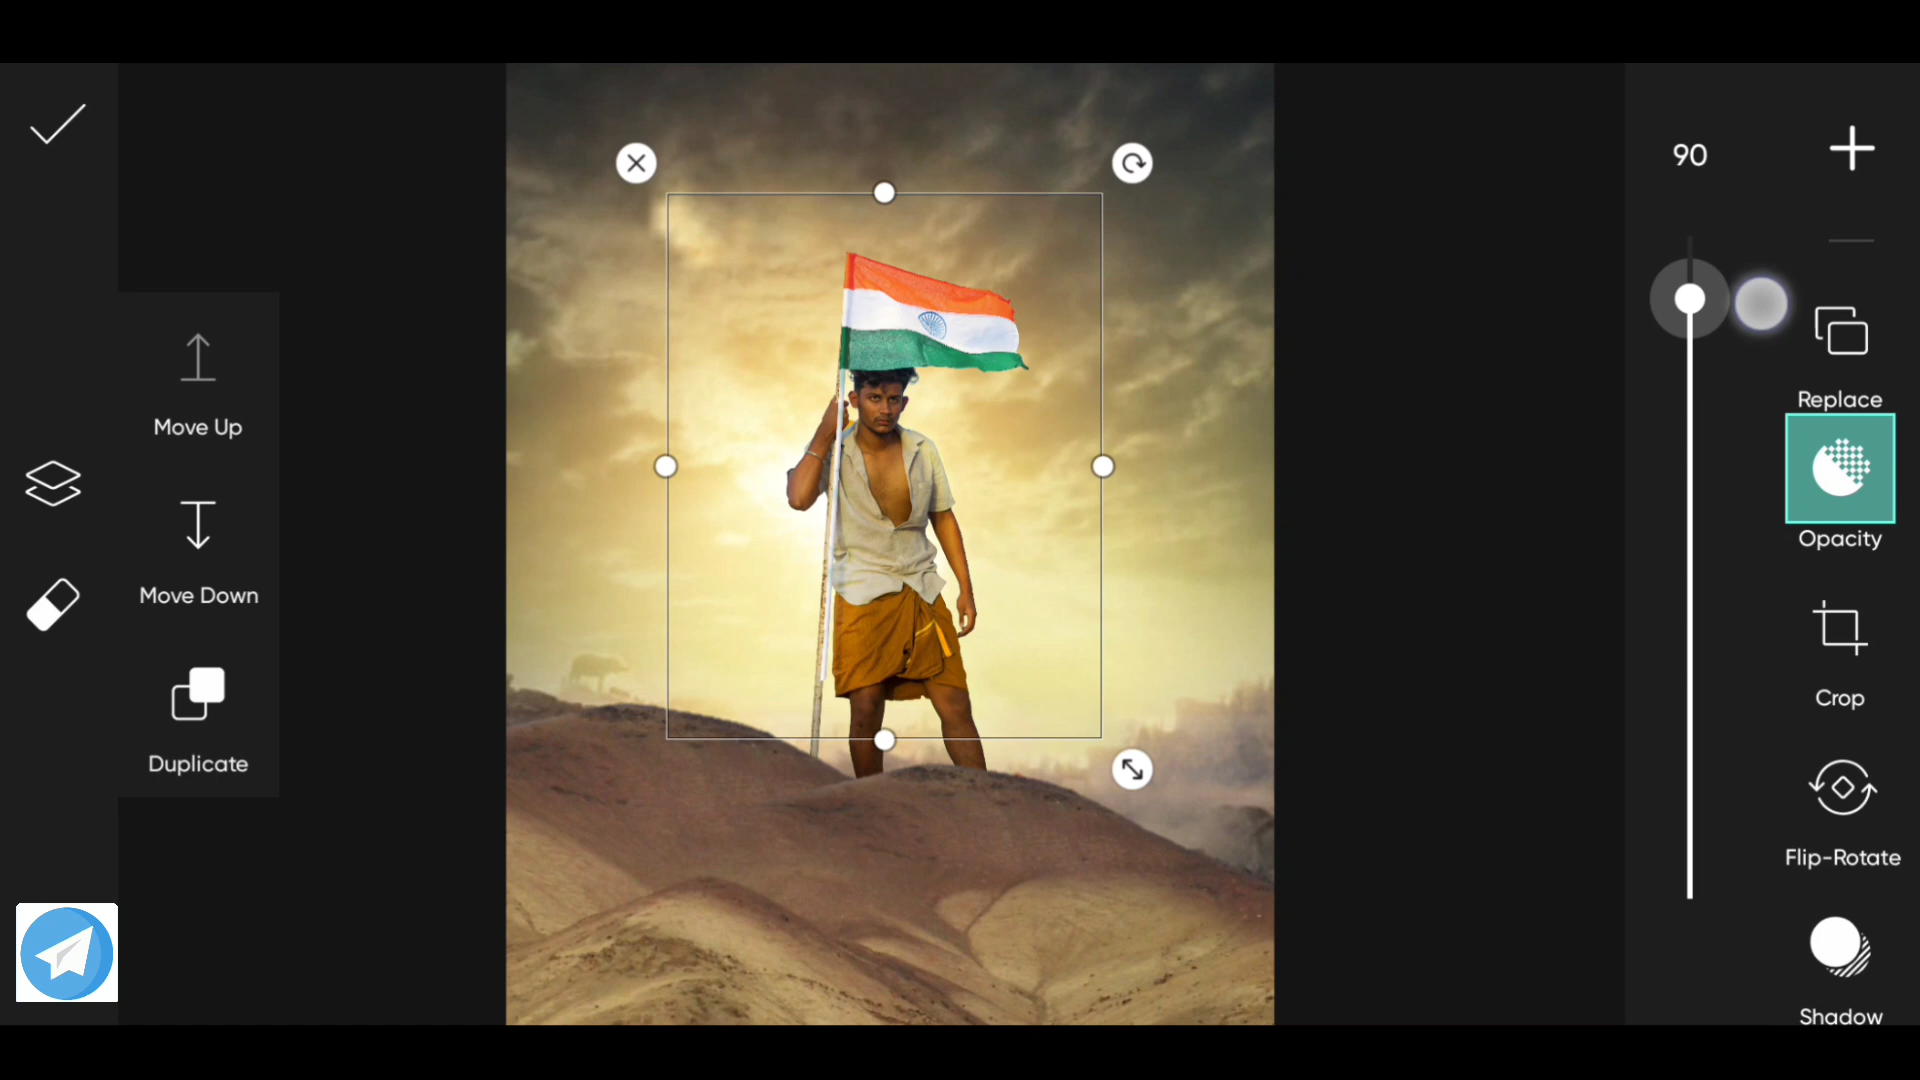 90
Move Up
Replace
Opacity
Move Down
Crop
Duplicate
Flip-Rotate
Shadow